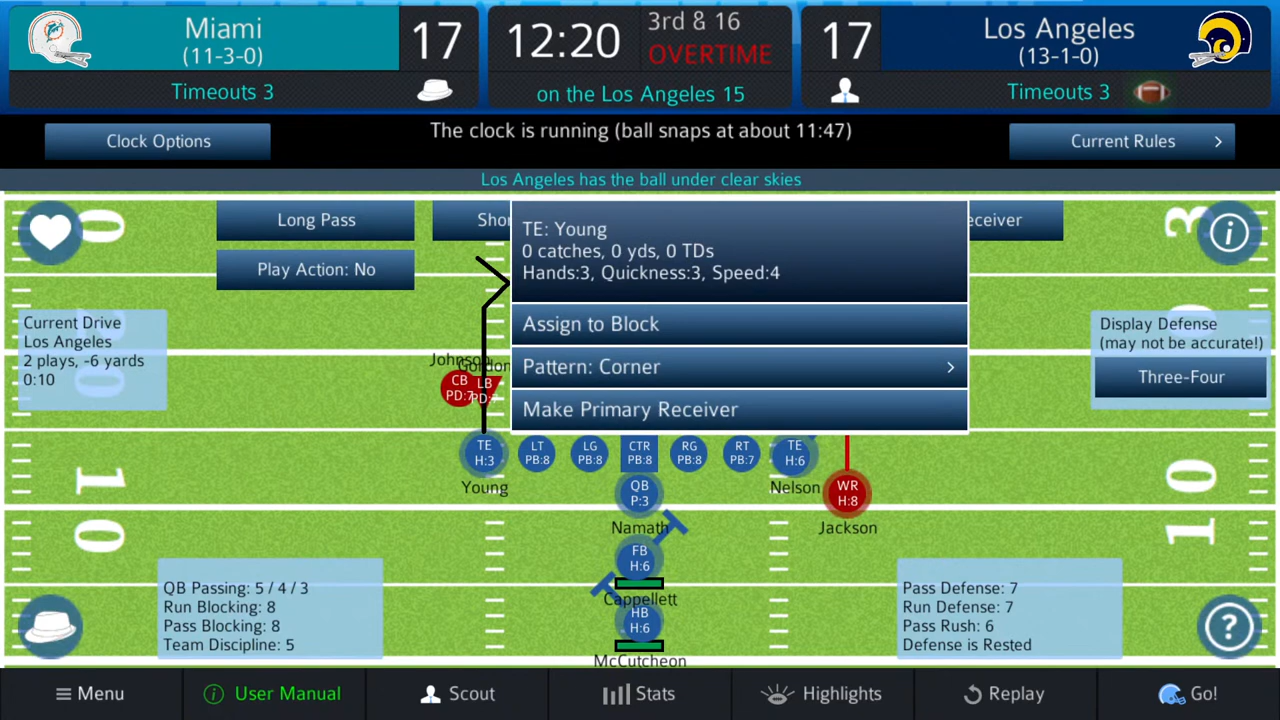 Miami
(11-3-0)
17
Timeouts 3
12:20
3rd & 16
OVERTIME
on the Los Angeles 15
17
Los Angeles
(13-1-0)
Timeouts 3
Clock Options
The clock is running (ball snaps at about 11:47)
Current Rules
Los Angeles has the ball under clear skies
Long Pass
Play Action: No
TE: Young
0 catches, 0 yds, 0 TDs
Hands:3, Quickness:3, Speed:4
Assign to Block
Pattern: Corner
Make Primary Receiver
Current Drive
Los Angeles
2 plays, -6 yards
0:10
Display Defense
(may not be accurate!)
Three-Four
CB
PD:7
LB
TE
H:3
Young
LT
PB:8
LG
PB:8
CTR
PB:8
RG
PB:8
RT
PB:7
TE
H:6
Nelson
WR
H:8
Jackson
QB
P:3
Namath
FB
H:6
Cappellett
HB
H:6
McCutcheon
1 0
1 0
QB Passing: 5 / 4 / 3
Run Blocking: 8
Pass Blocking: 8
Team Discipline: 5
Pass Defense: 7
Run Defense: 7
Pass Rush: 6
Defense is Rested
Menu
User Manual
Scout
Stats
Highlights
Replay
Go!